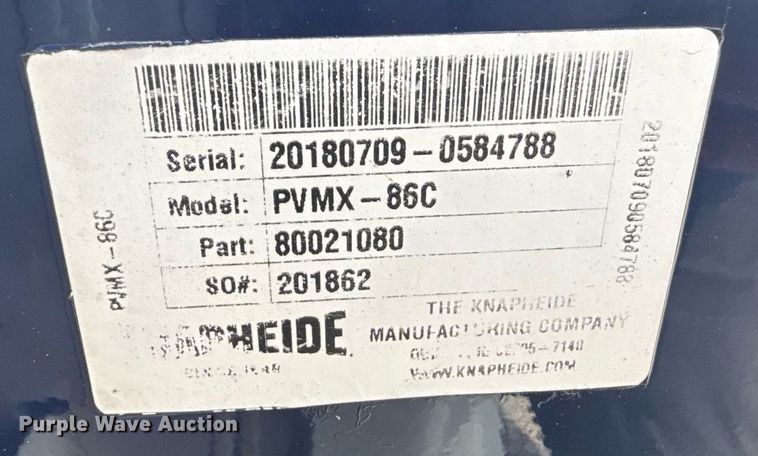 Serial: 20180709-0584788
Model: PVMX-86C
Part: 80021080
SO#: 201862
KNAPHEIDE
THE KNAPHEIDE
MANUFACTURING COMPANY
WWW.KNAPHEIDE.COM
PVMX-86C
201807090584788
Purple Wave Auction